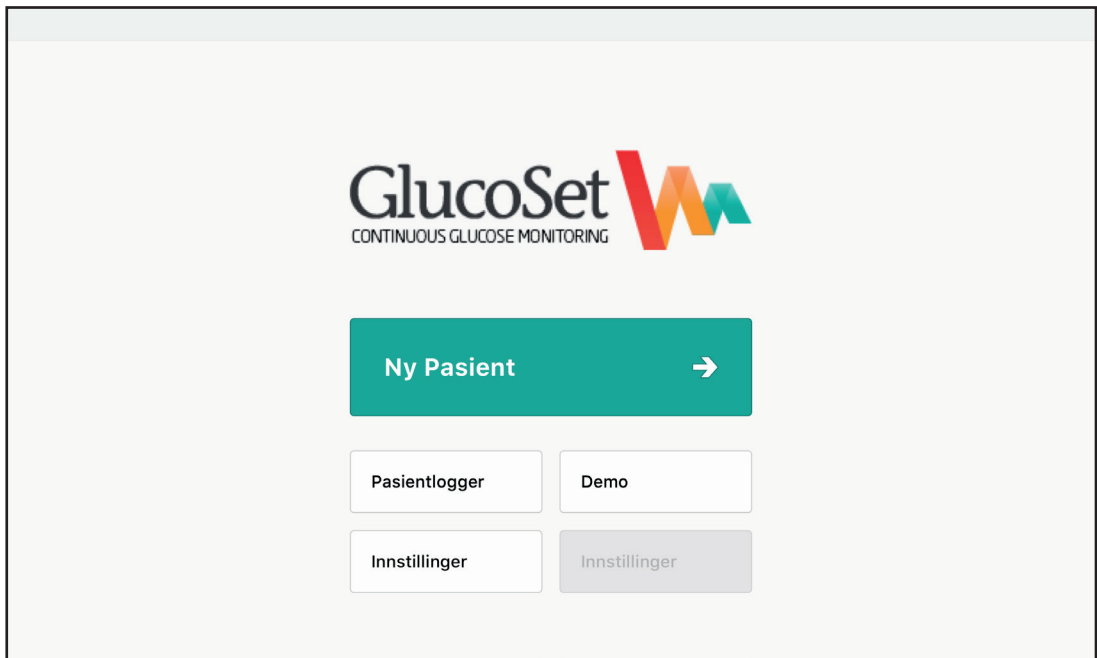 GlucoSet
CONTINUOUS GLUCOSE MONITORING
Ny Pasient
Pasientlogger
Demo
Innstillinger
Innstillinger